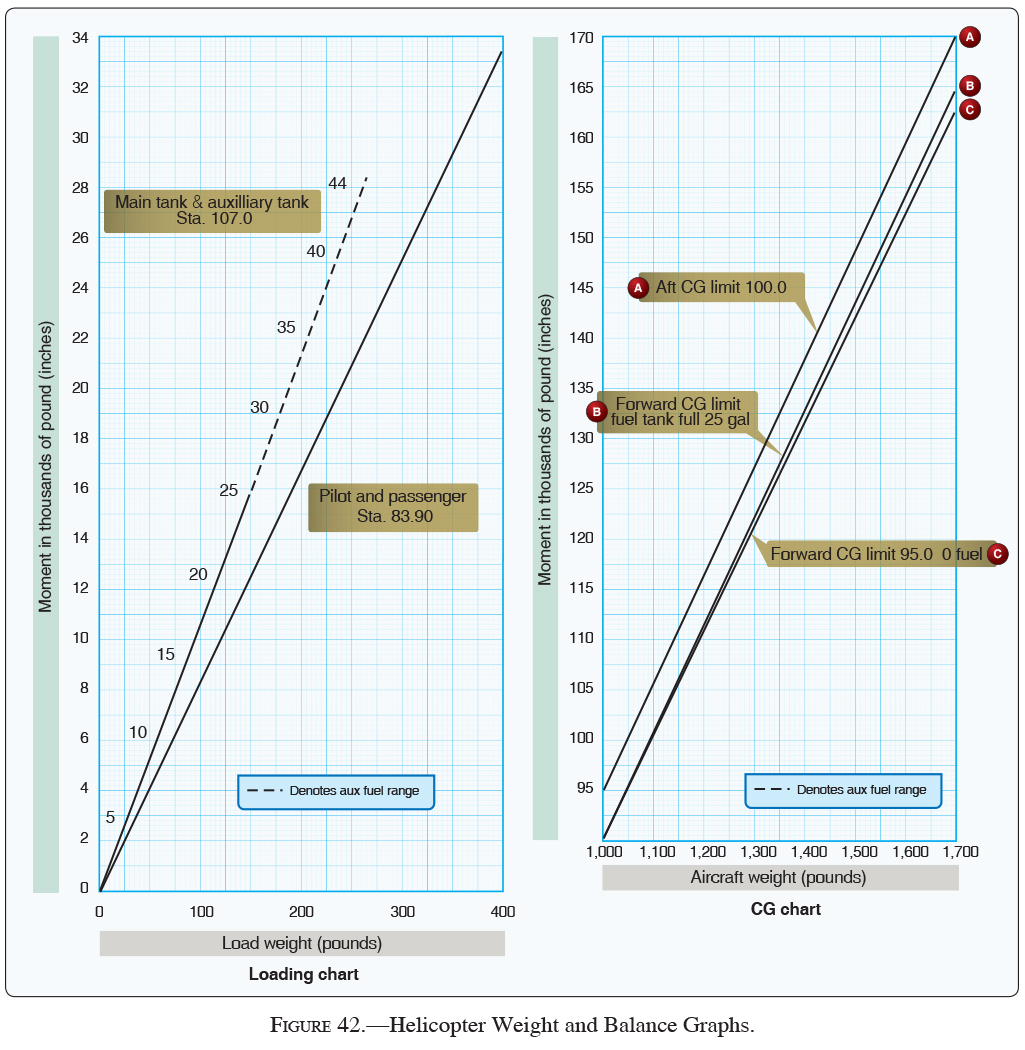 34
32
30
28
26
24
22
20
18
16
14
12
10
8
6
4
2
0
Moment in thousands of pound (inches)
Main tank & auxilliary tank
Sta. 107.0
44
40
35
30
25
20
15
10
5
Pilot and passenger
Sta. 83.90
Denotes aux fuel range
0 100 200 300 400
Load weight (pounds)
Loading chart
170
165
160
155
150
145
140
135
130
125
120
115
110
105
100
95
Moment in thousands of pound (inches)
A
B
C
A Aft CG limit 100.0
B Forward CG limit
fuel tank full 25 gal
Forward CG limit 95.0 0 fuel C
Denotes aux fuel range
1,000 1,100 1,200 1,300 1,400 1,500 1,600 1,700
Aircraft weight (pounds)
CG chart
FIGURE 42.—Helicopter Weight and Balance Graphs.